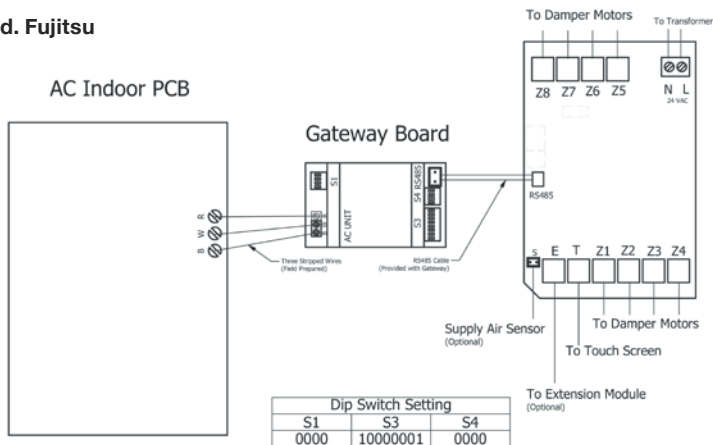 d. Fujitsu
To Damper Motors
To Transformer
Z8 Z7 Z6 Z5
N L
24 VAC
AC Indoor PCB
Gateway Board
S1
AC UNIT
S4 RS485
S3
RS485
R
W
B
R
W
B
Three Stripped Wires
(Field Prepared)
RS485 Cable
(Provided with Gateway)
S E T Z1 Z2 Z3 Z4
Supply Air Sensor
(Optional)
To Damper Motors
To Touch Screen
To Extension Module
(Optional)
Dip Switch Setting
S1 S3 S4
0000 10000001 0000